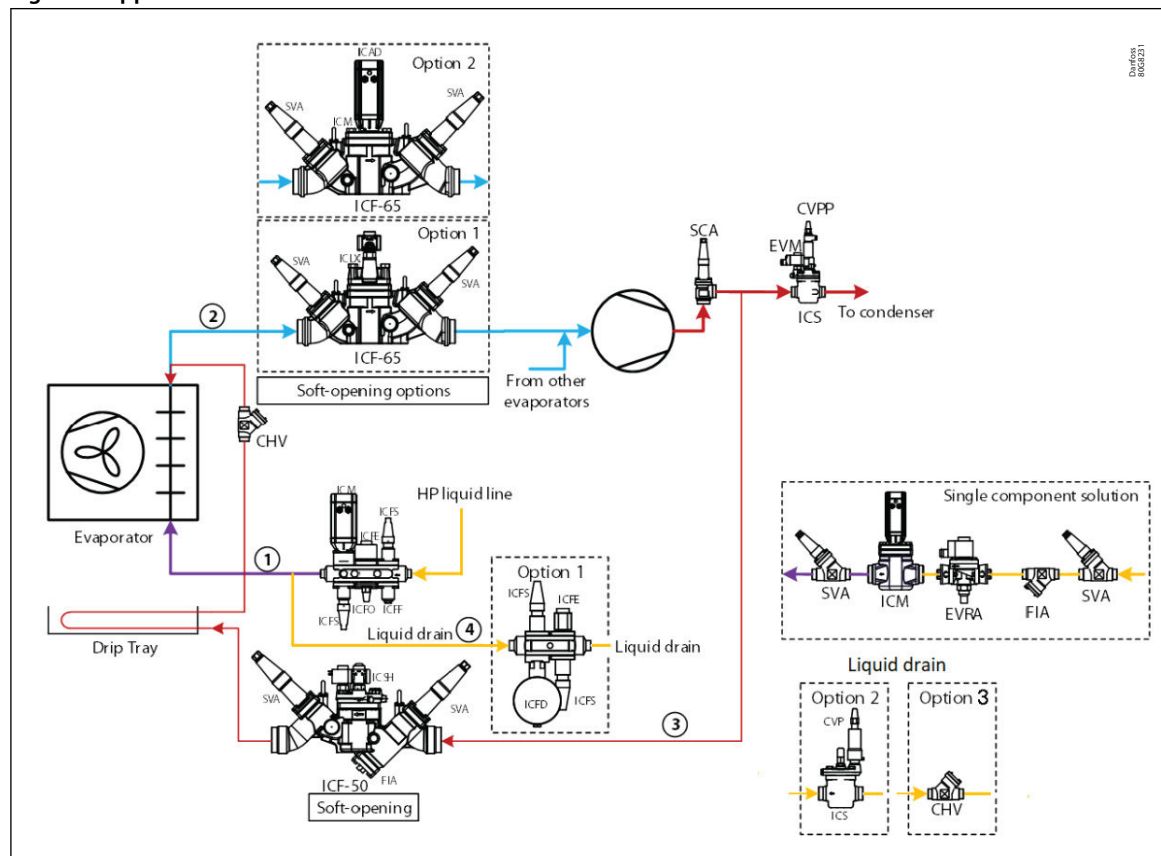 Danfoss
80G8231
ICAD
Option 2
SVA
SVA
ICM
ICF-65
Option 1
SVA
ICLX
SVA
ICF-65
Soft-opening options
2
CHV
Evaporator
From other
evaporators
SCA
CVPP
EVM
ICS
To condenser
ICM
ICFS
ICFE
HP liquid line
1
ICFS
ICFO
ICFF
Drip Tray
Liquid drain
4
Option 1
ICFS
ICFE
Liquid drain
ICFD
ICFS
SVA
ICSH
SVA
3
ICF-50
FIA
Soft-opening
Single component solution
SVA
ICM
EVRA
FIA
SVA
Liquid drain
Option 2
CVP
ICS
Option 3
CHV